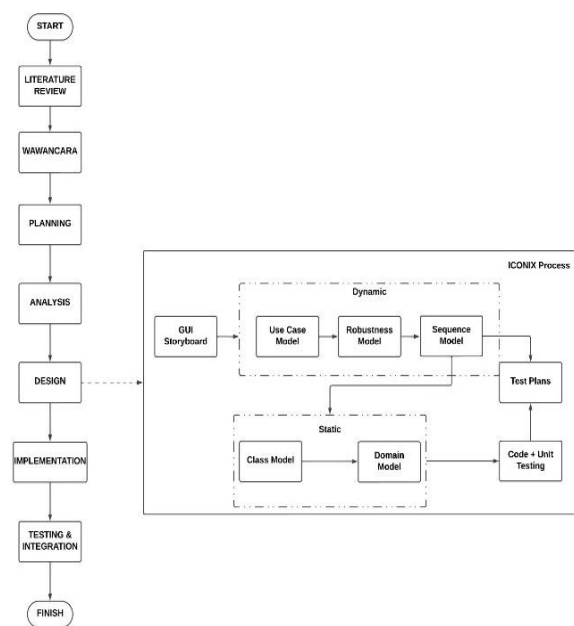 START
LITERATURE
REVIEW
WAWANCARA
PLANNING
ANALYSIS
DESIGN
IMPLEMENTATION
TESTING &
INTEGRATION
FINISH
ICONIX Process
Dynamic
GUI
Storyboard
Use Case
Model
Robustness
Model
Sequence
Model
Test Plans
Static
Class Model
Domain
Model
Code + Unit
Testing